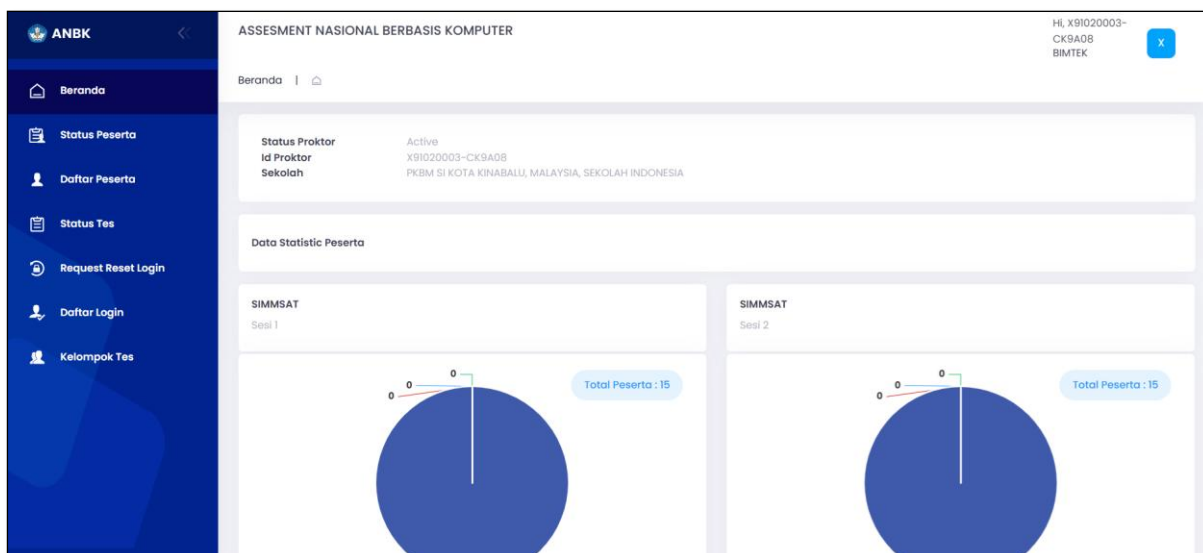 ANBK
Beranda
Status Peserta
Daftar Peserta
Status Tes
Request Reset Login
Daftar Login
Kelompok Tes
ASSESMENT NASIONAL BERBASIS KOMPUTER
Hi, X91020003-
CK9A08
BIMTEK
X
Beranda |
Status Proktor Active
Id Proktor X91020003-CK9A08
Sekolah PKBM SI KOTA KINABALU, MALAYSIA, SEKOLAH INDONESIA
Data Statistic Peserta
SIMMSAT
Sesi 1
0
0
0
Total Peserta : 15
SIMMSAT
Sesi 2
0
0
0
Total Peserta : 15